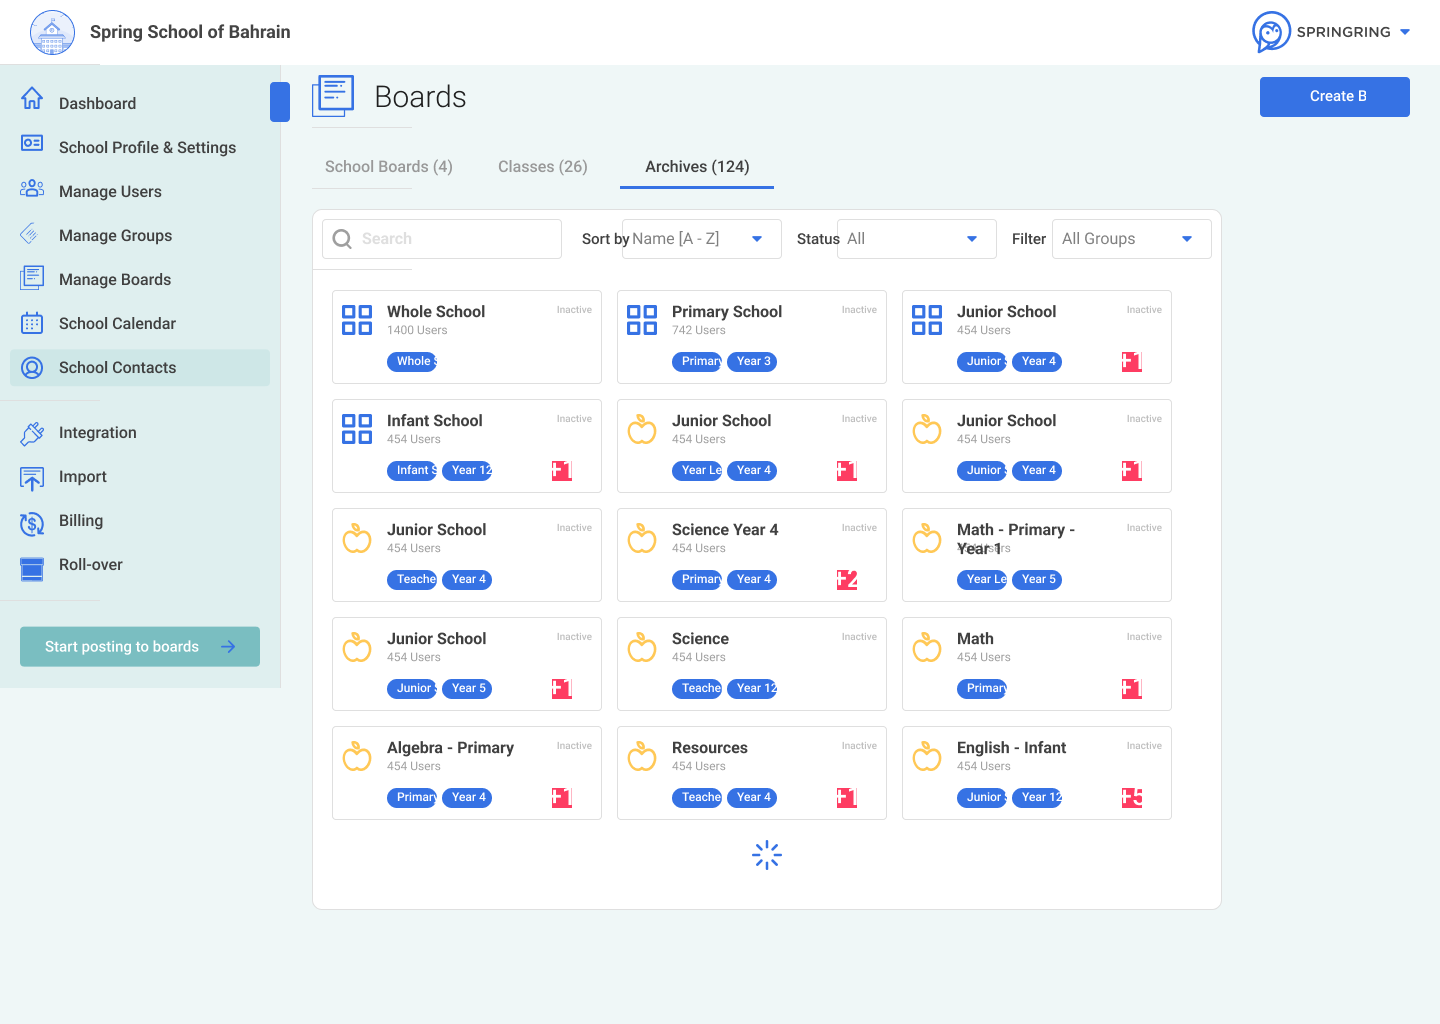 Spring School of Bahrain
SPRINGRING
Dashboard
School Profile & Settings
Manage Users
Manage Groups
Manage Boards
School Calendar
School Contacts
Integration
Import
Billing
Roll-over
Start posting to boards
Boards
Create B
School Boards (4)
Classes (26)
Archives (124)
Search
Sort by
Name [A - Z]
Status
All
Filter
All Groups
Whole School
Inactive
1400 Users
Whole S
Primary School
Inactive
742 Users
Primary
Year 3
Junior School
Inactive
454 Users
Junior S
Year 4
+1
Infant School
Inactive
454 Users
Infant S
Year 12
+1
Junior School
Inactive
454 Users
Year Le
Year 4
+1
Junior School
Inactive
454 Users
Junior S
Year 4
+1
Junior School
Inactive
454 Users
Teache
Year 4
Science Year 4
Inactive
454 Users
Primary
Year 4
+2
Math - Primary -
Year 1
Inactive
454 Users
Year Le
Year 5
Junior School
Inactive
454 Users
Junior S
Year 5
+1
Science
Inactive
454 Users
Teache
Year 12
Math
Inactive
454 Users
Primary
+1
Algebra - Primary
Inactive
454 Users
Primary
Year 4
+1
Resources
Inactive
454 Users
Teache
Year 4
+1
English - Infant
Inactive
454 Users
Junior S
Year 12
+5